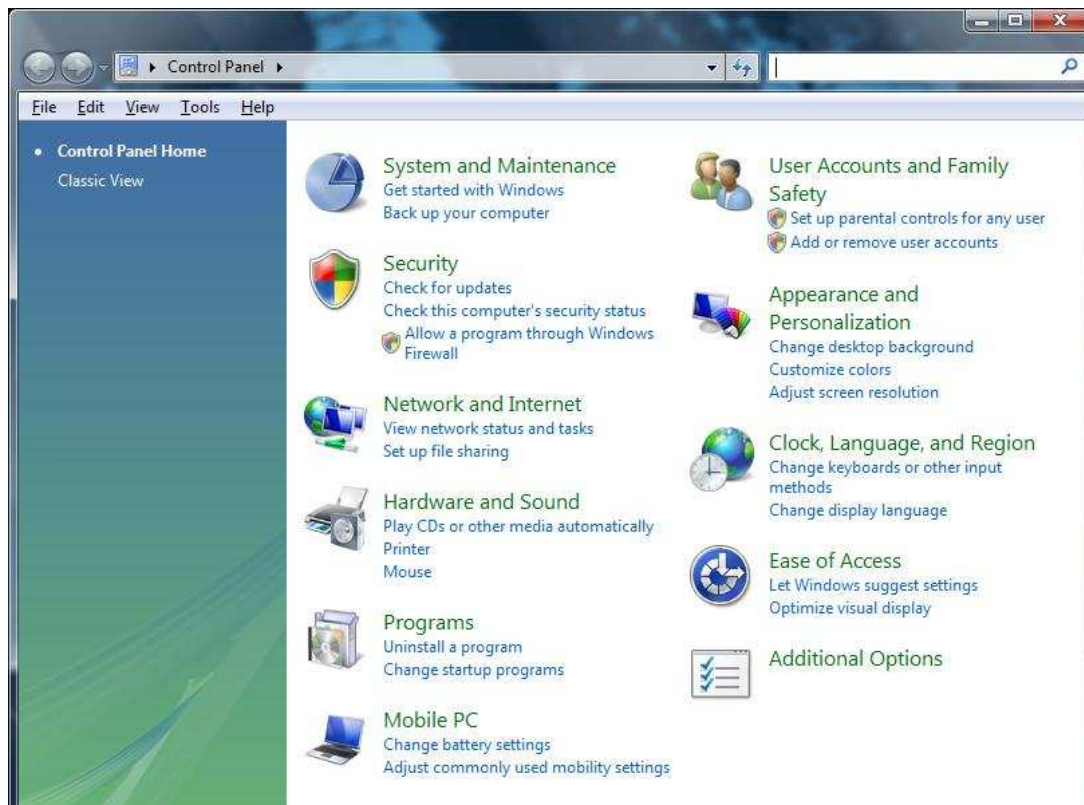 Control Panel
File Edit View Tools Help
Control Panel Home
Classic View
System and Maintenance
Get started with Windows
Back up your computer
Security
Check for updates
Check this computer's security status
Allow a program through Windows
Firewall
Network and Internet
View network status and tasks
Set up file sharing
Hardware and Sound
Play CDs or other media automatically
Printer
Mouse
Programs
Uninstall a program
Change startup programs
Mobile PC
Change battery settings
Adjust commonly used mobility settings
User Accounts and Family
Safety
Set up parental controls for any user
Add or remove user accounts
Appearance and
Personalization
Change desktop background
Customize colors
Adjust screen resolution
Clock, Language, and Region
Change keyboards or other input
methods
Change display language
Ease of Access
Let Windows suggest settings
Optimize visual display
Additional Options